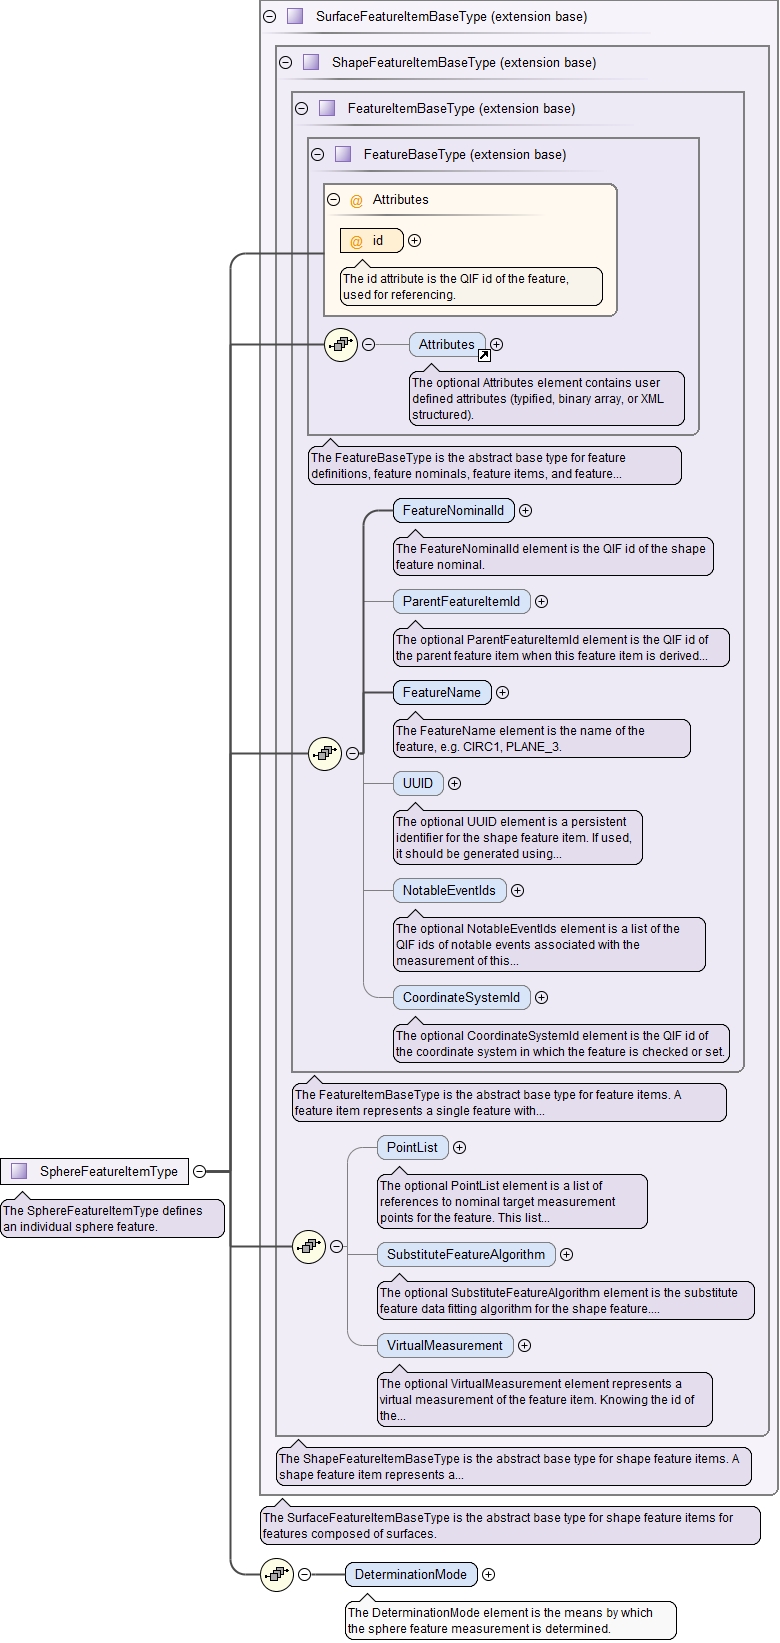 SurfaceFeatureItemBaseType (extension base)
ShapeFeatureItemBaseType (extension base)
FeatureItemBaseType (extension base)
FeatureBaseType (extension base)
@ Attributes
@ id
The id attribute is the QIF id of the feature,
used for referencing.
Attributes
The optional Attributes element contains user
defined attributes (typified, binary array, or XML
structured).
The FeatureBaseType is the abstract base type for feature
definitions, feature nominals, feature items, and feature...
FeatureNominalId
The FeatureNominalId element is the QIF id of the shape
feature nominal.
ParentFeatureItemId
The optional ParentFeatureItemId element is the QIF id of
the parent feature item when this feature item is derived...
FeatureName
The FeatureName element is the name of the
feature, e.g. CIRC1, PLANE_3.
UUID
The optional UUID element is a persistent
identifier for the shape feature item. If used,
it should be generated using...
NotableEventIds
The optional NotableEventIds element is a list of the
QIF ids of notable events associated with the
measurement of this...
CoordinateSystemId
The optional CoordinateSystemId element is the QIF id of
the coordinate system in which the feature is checked or set.
The FeatureItemBaseType is the abstract base type for feature items. A
feature item represents a single feature with...
PointList
The optional PointList element is a list of
references to nominal target measurement
points for the feature. This list...
SphereFeatureItemType
The SphereFeatureItemType defines
an individual sphere feature.
SubstituteFeatureAlgorithm
The optional SubstituteFeatureAlgorithm element is the substitute
feature data fitting algorithm for the shape feature....
VirtualMeasurement
The optional VirtualMeasurement element represents a
virtual measurement of the feature item. Knowing the id of
the...
The ShapeFeatureItemBaseType is the abstract base type for shape feature items. A
shape feature item represents a...
The SurfaceFeatureItemBaseType is the abstract base type for shape feature items for
features composed of surfaces.
DeterminationMode
The DeterminationMode element is the means by which
the sphere feature measurement is determined.